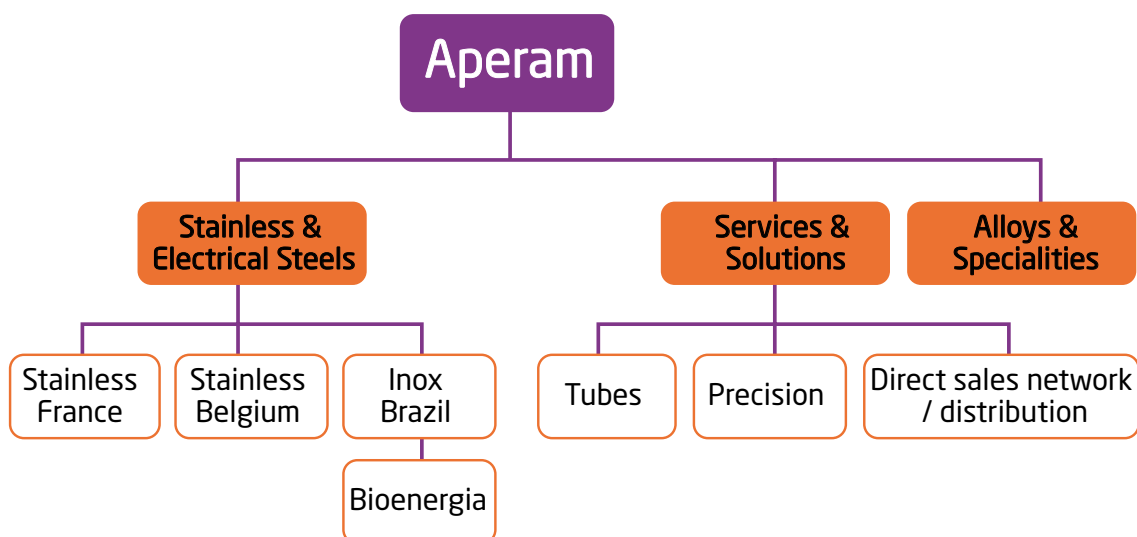 Aperam
Stainless &
Electrical Steels
Services &
Solutions
Alloys &
Specialities
Stainless
France
Stainless
Belgium
Inox
Brazil
Tubes
Precision
Direct sales network
/ distribution
Bioenergia